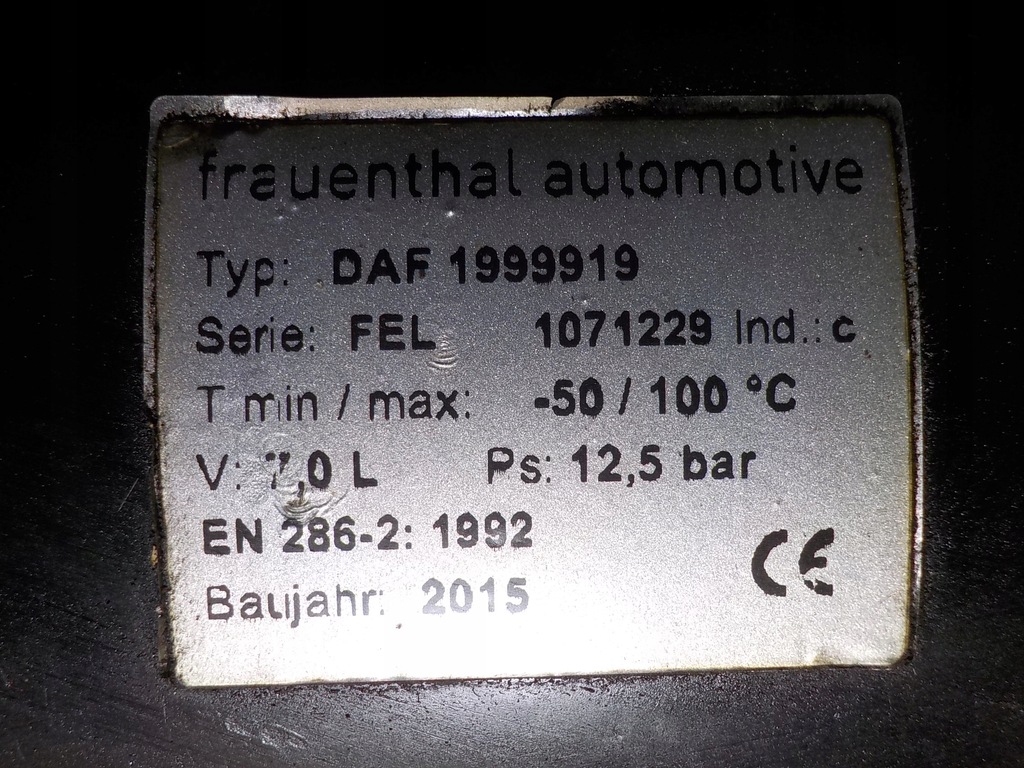 frauenthal automotive
Typ: DAF 1999919
Serie: FEL 1071229 Ind.: c
T min / max: -50 / 100 °C
V: 7,0 L Ps: 12,5 bar
EN 286-2: 1992
CE
Baujahr: 2015